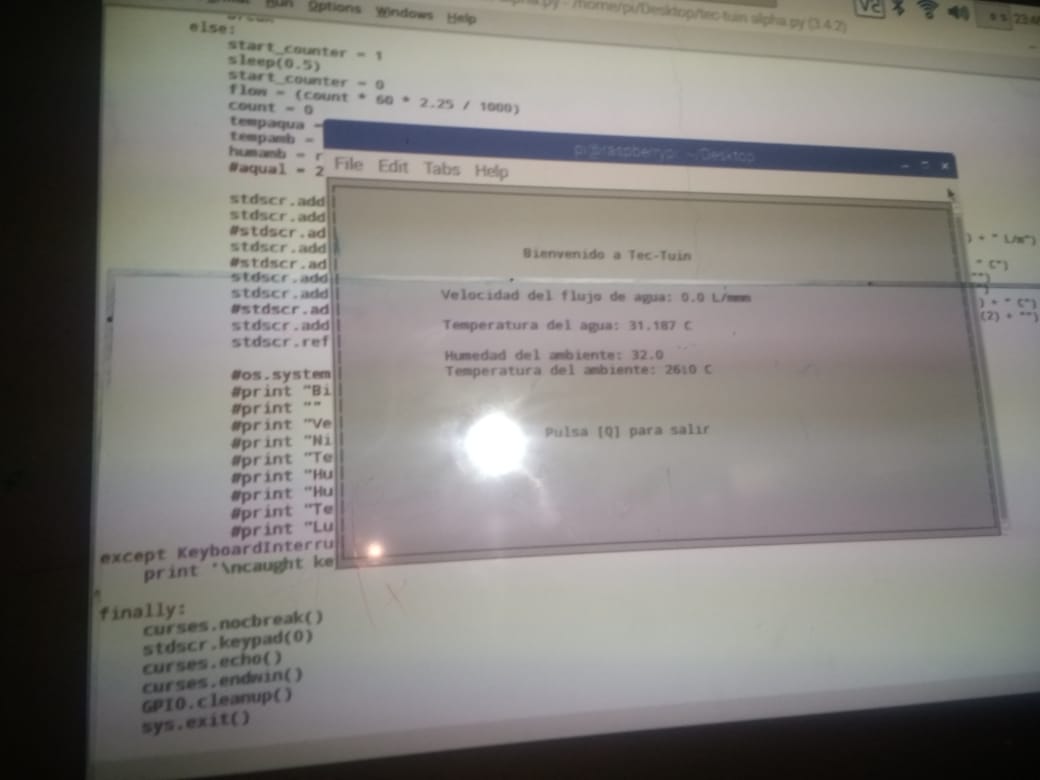 Run Options Windows Help
alpha.py - /home/pi/Desktop/tec-tuin alpha.py (3.4.2)
break
else:
start_counter = 1
sleep(0.5)
start_counter = 0
flow = (count * 60 * 2.25 / 1000)
count = 0
tempaqua =
tempamb =
humamb = r
#aqual = 2
stdscr.add
stdscr.add
#stdscr.ad
stdscr.add
#stdscr.ad
stdscr.add
stdscr.add
#stdscr.ad
stdscr.add
stdscr.ref
#os.system
#print "Bi
#print ""
#print "Ve
#print "Ni
#print "Te
#print "Hu
#print "Hu
#print "Te
#print "Lu
except KeyboardInterru
print '\ncaught ke
finally:
curses.nocbreak()
stdscr.keypad(0)
curses.echo()
curses.endwin()
GPIO.cleanup()
sys.exit()
pi@raspberrypi: ~/Desktop
File Edit Tabs Help
Bienvenido a Tec-Tuin
Velocidad del flujo de agua: 0.0 L/mmm
Temperatura del agua: 31.187 C
Humedad del ambiente: 32.0
Temperatura del ambiente: 26.0 C
Pulsa [Q] para salir
) + " L/m")
" C")
"")
) + " C")
(2) + "")